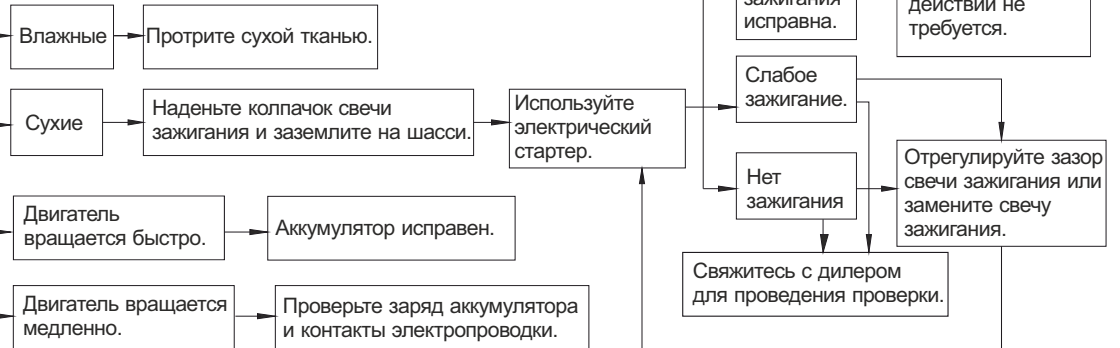 зажигания
исправна.
действий не
требуется.
Влажные
Протрите сухой тканью.
Слабое
зажигание.
Сухие
Наденьте колпачок свечи
зажигания и заземлите на шасси.
Используйте
электрический
стартер.
Нет
зажигания
Отрегулируйте зазор
свечи зажигания или
замените свечу
зажигания.
Двигатель
вращается быстро.
Аккумулятор исправен.
Свяжитесь с дилером
для проведения проверки.
Двигатель вращается
медленно.
Проверьте заряд аккумулятора
и контакты электропроводки.